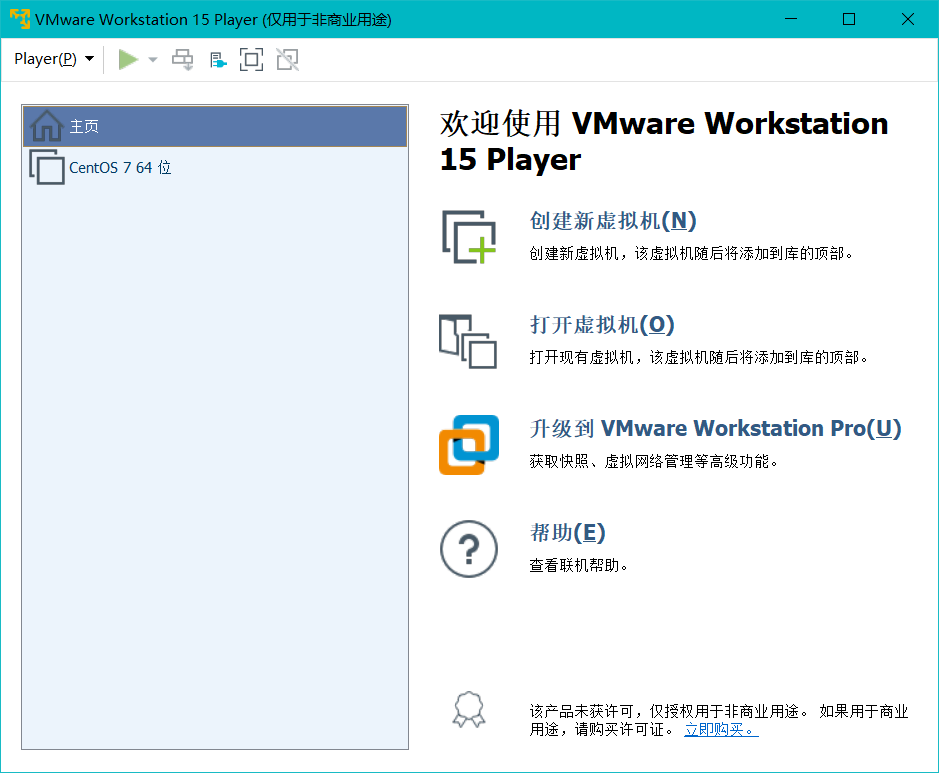 VMware Workstation 15 Player (仅用于非商业用途)
Player(P)
主页
CentOS 7 64 位
欢迎使用 VMware Workstation
15 Player
创建新虚拟机(N)
创建新虚拟机，该虚拟机随后将添加到库的顶部。
打开虚拟机(O)
打开现有虚拟机，该虚拟机随后将添加到库的顶部。
升级到 VMware Workstation Pro(U)
获取快照、虚拟网络管理等高级功能。
帮助(E)
查看联机帮助。
该产品未获许可，仅授权用于非商业用途。 如果用于商业
用途，请购买许可证。 立即购买。